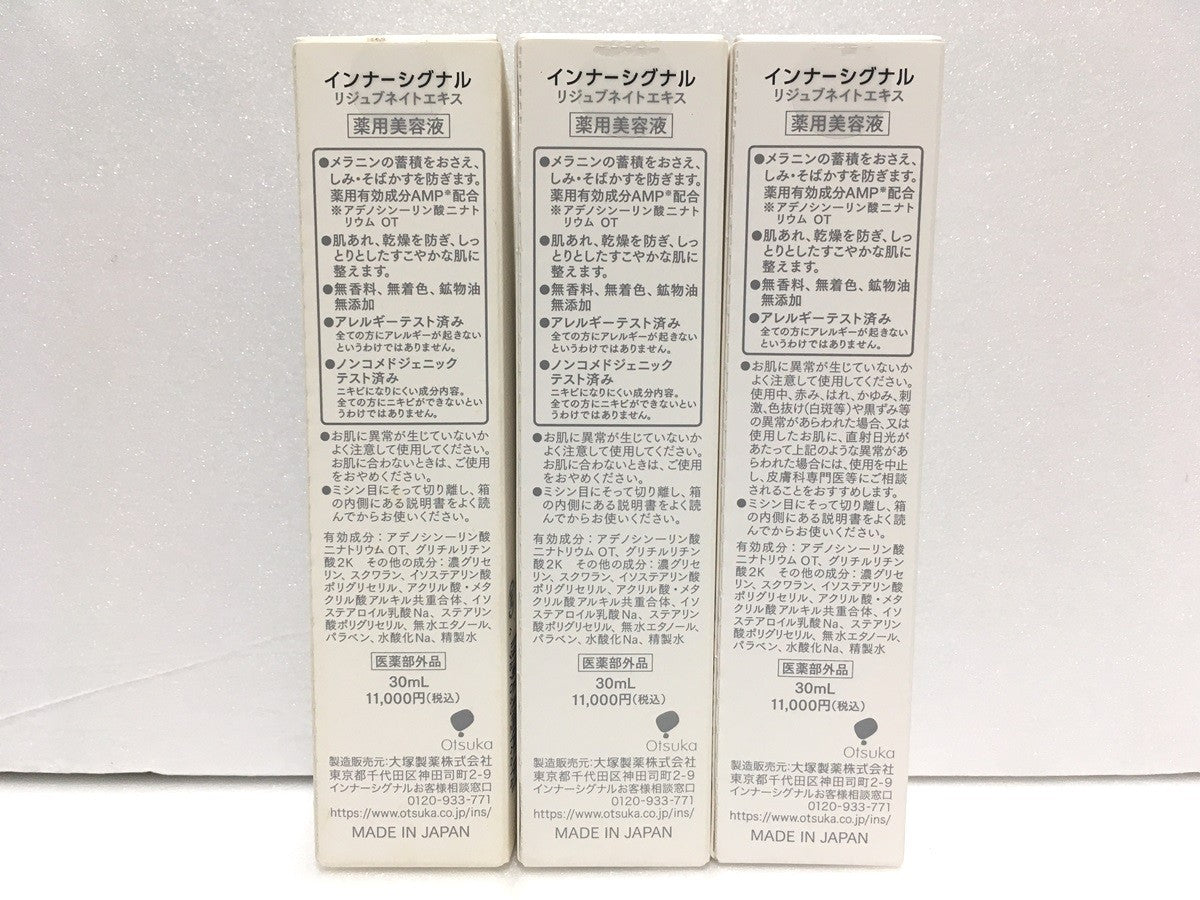 インナーシグナル
リジュブネイトエキス
薬用美容液
●メラニンの蓄積をおさえ、
しみ・そばかすを防ぎます。
薬用有効成分AMP※配合
※アデノシン一リン酸二ナト
リウム OT
●肌あれ、乾燥を防ぎ、しっ
とりとしたすこやかな肌に
整えます。
●無香料、無着色、鉱物油
無添加
●アレルギーテスト済み
全ての方にアレルギーが起きない
というわけではありません。
●ノンコメドジェニック
テスト済み
ニキビになりにくい成分内容。
全ての方にニキビができないとい
うわけではありません。
●お肌に異常が生じていないか
よく注意して使用してください。
お肌に合わないときは、ご使用
をおやめください。
●ミシン目にそって切り離し、箱
の内側にある説明書をよく読
んでからお使いください。
有効成分：アデノシン一リン酸
二ナトリウム OT、グリチルリチン
酸2K その他の成分：濃グリセ
リン、スクワラン、イソステアリン酸
ポリグリセリル、アクリル酸・メタ
クリル酸アルキル共重合体、イソ
ステアロイル乳酸Na、ステアリン
酸ポリグリセリル、無水エタノール、
パラベン、水酸化Na、精製水
医薬部外品
30mL
11,000円(税込)
Otsuka
製造販売元：大塚製薬株式会社
東京都千代田区神田司町2-9
インナーシグナルお客様相談窓口
0120-933-771
https://www.otsuka.co.jp/ins/
MADE IN JAPAN
インナーシグナル
リジュブネイトエキス
薬用美容液
●メラニンの蓄積をおさえ、
しみ・そばかすを防ぎます。
薬用有効成分AMP※配合
※アデノシン一リン酸二ナト
リウム OT
●肌あれ、乾燥を防ぎ、しっ
とりとしたすこやかな肌に
整えます。
●無香料、無着色、鉱物油
無添加
●アレルギーテスト済み
全ての方にアレルギーが起きない
というわけではありません。
●ノンコメドジェニック
テスト済み
ニキビになりにくい成分内容。
全ての方にニキビができないとい
うわけではありません。
●お肌に異常が生じていないか
よく注意して使用してください。
お肌に合わないときは、ご使用
をおやめください。
●ミシン目にそって切り離し、箱
の内側にある説明書をよく読
んでからお使いください。
有効成分：アデノシン一リン酸
二ナトリウム OT、グリチルリチン
酸2K その他の成分：濃グリセ
リン、スクワラン、イソステアリン酸
ポリグリセリル、アクリル酸・メタ
クリル酸アルキル共重合体、イソ
ステアロイル乳酸Na、ステアリン
酸ポリグリセリル、無水エタノール、
パラベン、水酸化Na、精製水
医薬部外品
30mL
11,000円(税込)
Otsuka
製造販売元：大塚製薬株式会社
東京都千代田区神田司町2-9
インナーシグナルお客様相談窓口
0120-933-771
https://www.otsuka.co.jp/ins/
MADE IN JAPAN
インナーシグナル
リジュブネイトエキス
薬用美容液
●メラニンの蓄積をおさえ、
しみ・そばかすを防ぎます。
薬用有効成分AMP※配合
※アデノシン一リン酸二ナト
リウム OT
●肌あれ、乾燥を防ぎ、しっ
とりとしたすこやかな肌に
整えます。
●無香料、無着色、鉱物油
無添加
●アレルギーテスト済み
全ての方にアレルギーが起きない
というわけではありません。
●お肌に異常が生じていないか
よく注意して使用してください。
使用中、赤み、はれ、かゆみ、刺
激、色抜け(白斑等)や黒ずみ等
の異常があらわれた場合、又は
使用したお肌に、直射日光が
あたって上記のような異常があ
らわれた場合には、使用を中止
し、皮膚科専門医等にご相談
されることをおすすめします。
●ミシン目にそって切り離し、箱
の内側にある説明書をよく読
んでからお使いください。
有効成分：アデノシン一リン酸
二ナトリウム OT、グリチルリチン
酸2K その他の成分：濃グリセ
リン、スクワラン、イソステアリン酸
ポリグリセリル、アクリル酸・メタ
クリル酸アルキル共重合体、イソ
ステアロイル乳酸Na、ステアリン
酸ポリグリセリル、無水エタノール、
パラベン、水酸化Na、精製水
医薬部外品
30mL
11,000円(税込)
Otsuka
製造販売元：大塚製薬株式会社
東京都千代田区神田司町2-9
インナーシグナルお客様相談窓口
0120-933-771
https://www.otsuka.co.jp/ins/
MADE IN JAPAN